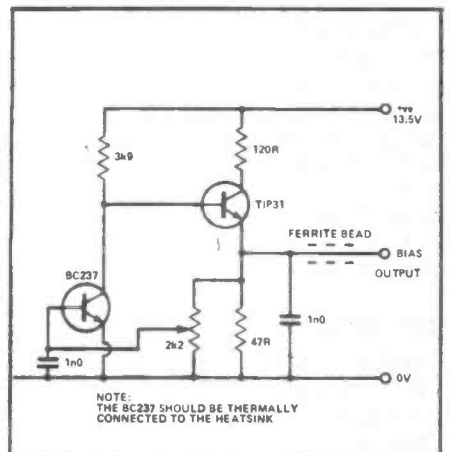 +ve
13.5V
120R
3k9
TIP31
FERRITE BEAD
BIAS
OUTPUT
BC237
1n0
2k2
47R
1n0
0V
NOTE:
THE BC237 SHOULD BE THERMALLY
CONNECTED TO THE HEATSINK